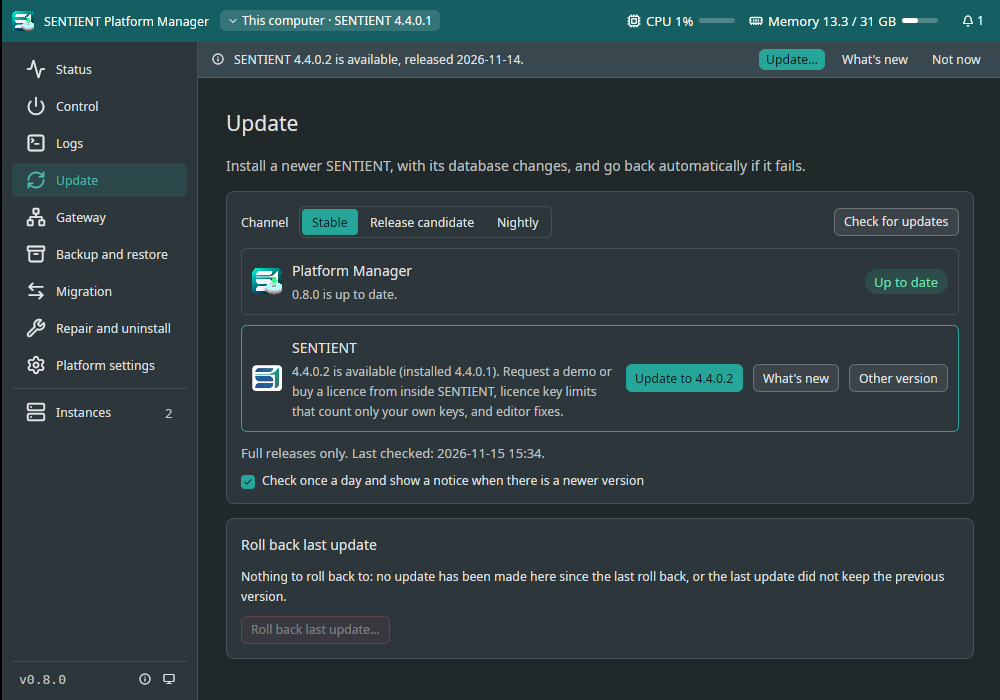 SENTIENT Platform Manager
This computer · SENTIENT 4.4.0.1
CPU 1%
Memory 13.3 / 31 GB
1
SENTIENT 4.4.0.2 is available, released 2026-11-14.
Update...
What's new
Not now
Status
Control
Logs
Update
Gateway
Backup and restore
Migration
Repair and uninstall
Platform settings
Instances
2
v0.8.0
Update
Install a newer SENTIENT, with its database changes, and go back automatically if it fails.
Channel
Stable
Release candidate
Nightly
Check for updates
Platform Manager
0.8.0 is up to date.
Up to date
SENTIENT
4.4.0.2 is available (installed 4.4.0.1). Request a demo or
buy a licence from inside SENTIENT, licence key limits
that count only your own keys, and editor fixes.
Update to 4.4.0.2
What's new
Other version
Full releases only. Last checked: 2026-11-15 15:34.
Check once a day and show a notice when there is a newer version
Roll back last update
Nothing to roll back to: no update has been made here since the last roll back, or the last update did not keep the previous
version.
Roll back last update...